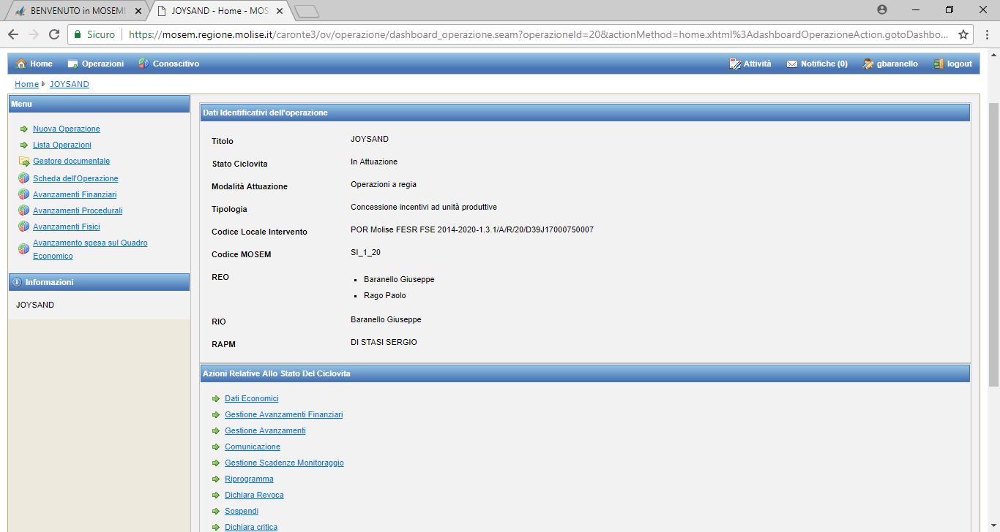 BENVENUTO in MOSEM!
JOYSAND - Home - MOS
Sicuro
https://mosem.regione.molise.it/caronte3/ov/operazione/dashboard_operazione.seam?operazioneId=20&actionMethod=home.xhtml%3AdashboardOperazioneAction.gotoDashbo...
Home Operazioni Conoscitivo Attività Notifiche (0) gbaranello logout
Home JOYSAND
Menu
Nuova Operazione
Lista Operazioni
Gestore documentale
Scheda dell'Operazione
Avanzamenti Finanziari
Avanzamenti Procedurali
Avanzamenti Fisici
Avanzamento spesa sul Quadro
Economico
Informazioni
JOYSAND
Dati Identificativi dell'operazione
Titolo JOYSAND
Stato Ciclovita In Attuazione
Modalità Attuazione Operazioni a regia
Tipologia Concessione incentivi ad unità produttive
Codice Locale Intervento POR Molise FESR FSE 2014-2020-1.3.1/A/R/20/D39J17000750007
Codice MOSEM SI_1_20
REO
Baranello Giuseppe
Rago Paolo
RIO Baranello Giuseppe
RAPM DI STASI SERGIO
Azioni Relative Allo Stato Del Ciclovita
Dati Economici
Gestione Avanzamenti Finanziari
Gestione Avanzamenti
Comunicazione
Gestione Scadenze Monitoraggio
Riprogramma
Dichiara Revoca
Sospendi
Dichiara critica